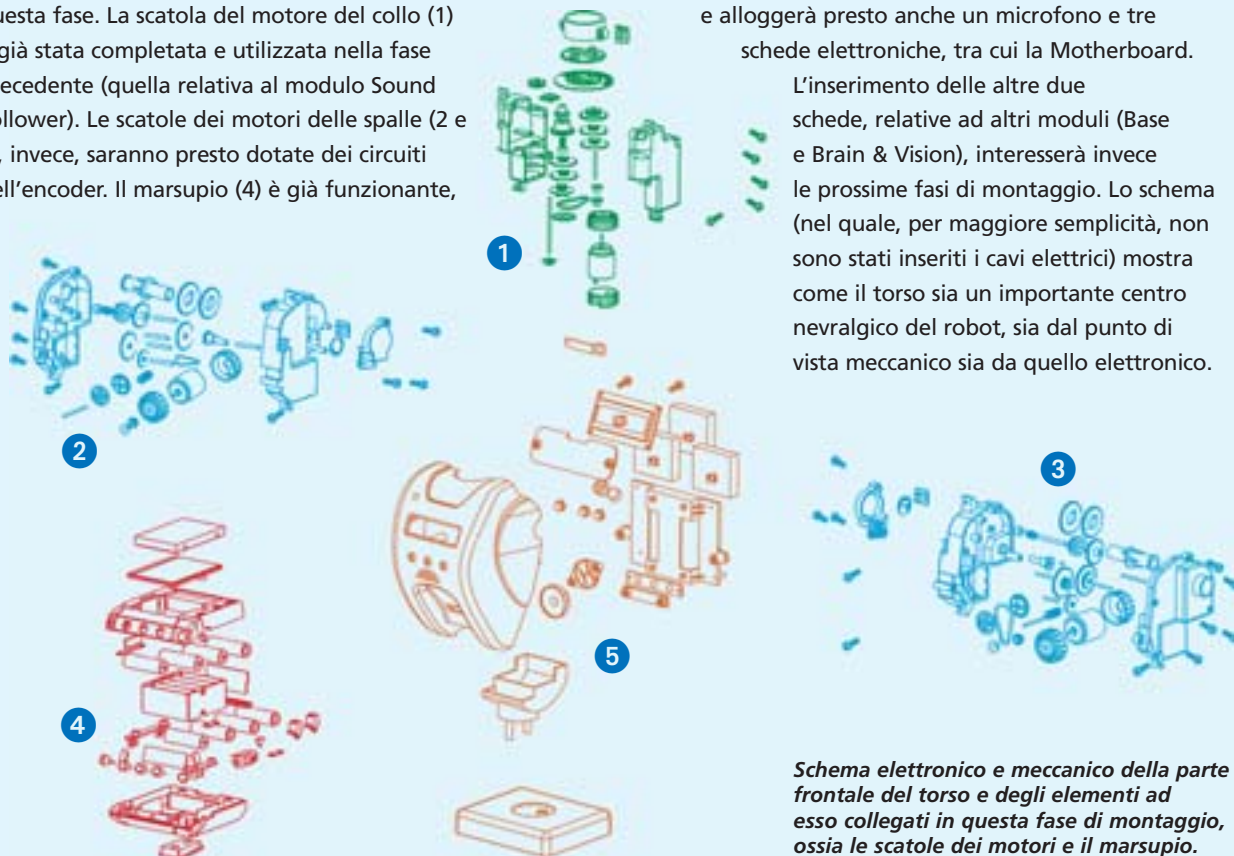 uesta fase. La scatola del motore del collo (1)
già stata completata e utilizzata nella fase
ecedente (quella relativa al modulo Sound
ollower). Le scatole dei motori delle spalle (2 e
, invece, saranno presto dotate dei circuiti
ell’encoder. Il marsupio (4) è già funzionante,
e alloggerà presto anche un microfono e tre
schede elettroniche, tra cui la Motherboard.
L’inserimento delle altre due
schede, relative ad altri moduli (Base
e Brain & Vision), interesserà invece
le prossime fasi di montaggio. Lo schema
(nel quale, per maggiore semplicità, non
sono stati inseriti i cavi elettrici) mostra
come il torso sia un importante centro
nevralgico del robot, sia dal punto di
vista meccanico sia da quello elettronico.
1
2
3
4
5
Schema elettronico e meccanico della parte
frontale del torso e degli elementi ad
esso collegati in questa fase di montaggio,
ossia le scatole dei motori e il marsupio.